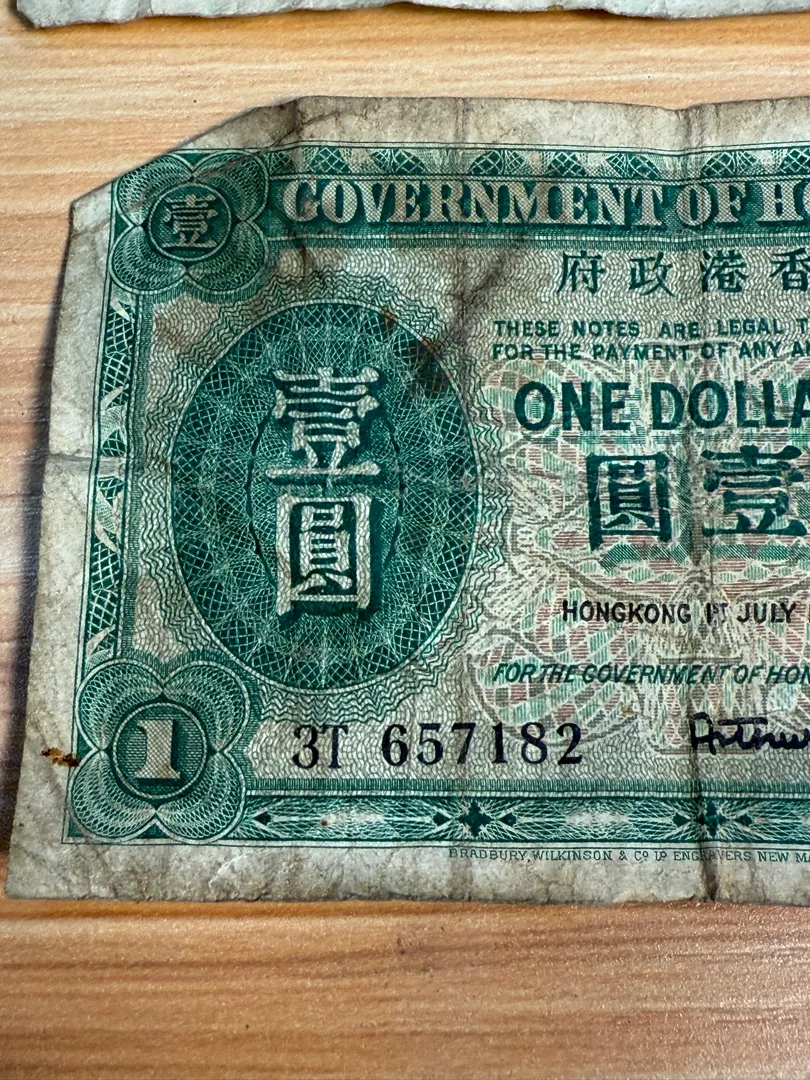 壹
GOVERNMENT OF H
府政港香
THESE NOTES ARE LEGAL T
FOR THE PAYMENT OF ANY A
ONE DOLLA
圓壹
壹
圓
HONGKONG 1ST JULY
FOR THE GOVERNMENT OF HON
1
3T 657182
BRADBURY, WILKINSON & Cº Lᴰ ENGRAVERS NEW MA